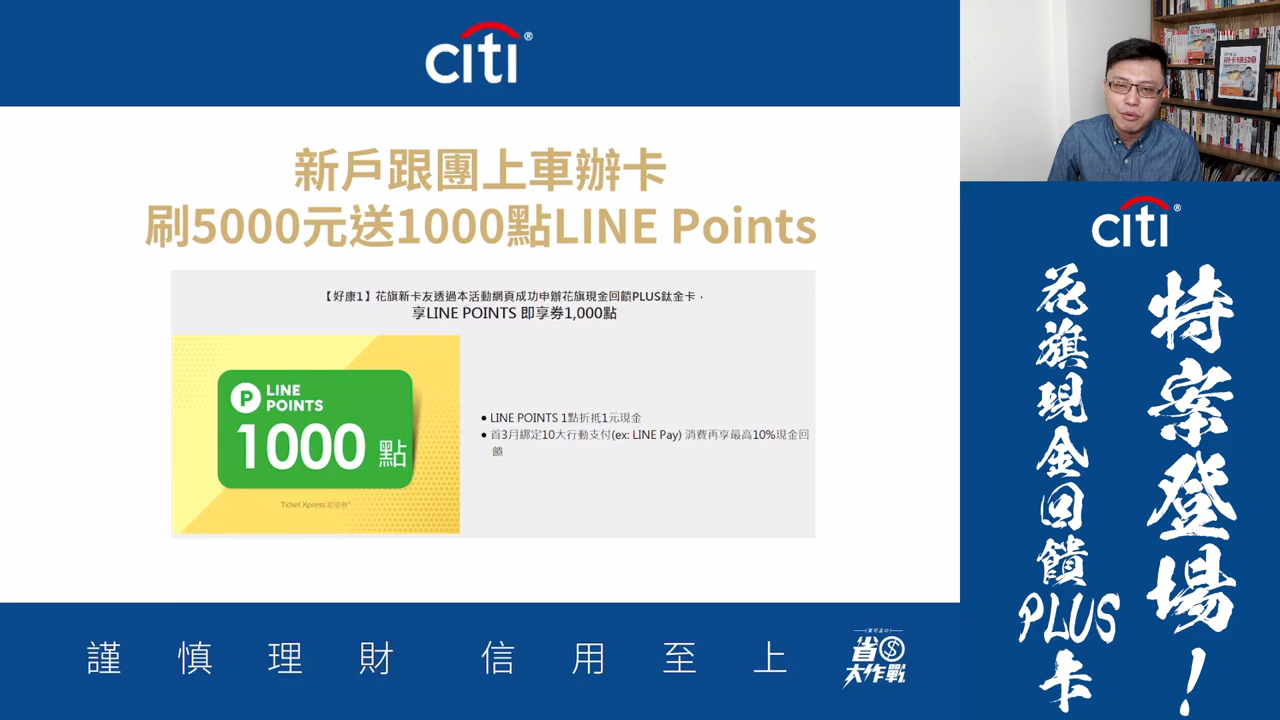 citi®
新戶跟團上車辦卡
刷5000元送1000點LINE Points
【好康1】花旗新卡友透過本活動網頁成功申辦花旗現金回饋PLUS鈦金卡，
享LINE POINTS 即享券1,000點
P LINE
POINTS
1000 點
Ticket Xpress 即享券
● LINE POINTS 1點折抵1元現金
● 首3月綁定10大行動支付(ex: LINE Pay) 消費再享最高10%現金回
饋
謹慎理財 信用至上
省$
大作戰
citi®
特案登場！
花旗現金回饋PLUS卡